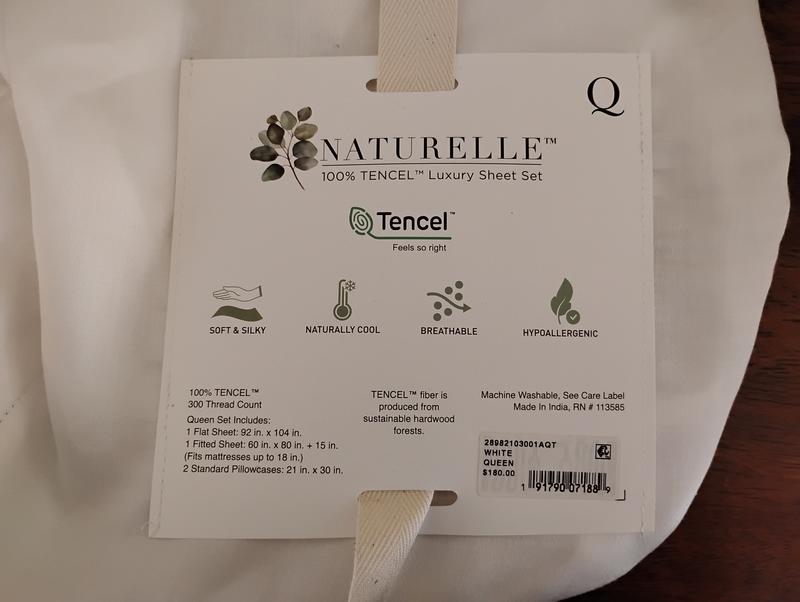 Q
NATURELLE™
100% TENCEL™ Luxury Sheet Set
Tencel™
Feels so right
SOFT & SILKY
NATURALLY COOL
BREATHABLE
HYPOALLERGENIC
100% TENCEL™
300 Thread Count
Queen Set Includes:
1 Flat Sheet: 92 in. x 104 in.
1 Fitted Sheet: 60 in. x 80 in. + 15 in.
(Fits mattresses up to 18 in.)
2 Standard Pillowcases: 21 in. x 30 in.
TENCEL™ fiber is
produced from
sustainable hardwood
forests.
Machine Washable, See Care Label
Made In India, RN # 113585
28982103001AQT
WHITE
QUEEN
$180.00
1 91790 07188 9